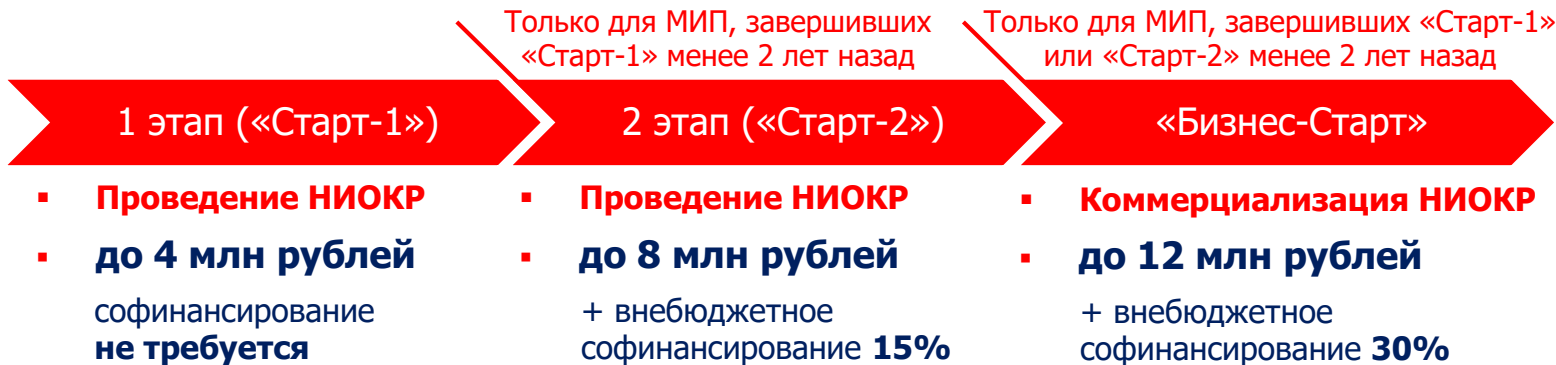 Только для МИП, завершивших
«Старт-1» менее 2 лет назад
Только для МИП, завершивших «Старт-1»
или «Старт-2» менее 2 лет назад
1 этап («Старт-1»)
2 этап («Старт-2»)
«Бизнес-Старт»
▪ Проведение НИОКР
▪ до 4 млн рублей
софинансирование
не требуется
▪ Проведение НИОКР
▪ до 8 млн рублей
+ внебюджетное
софинансирование 15%
▪ Коммерциализация НИОКР
▪ до 12 млн рублей
+ внебюджетное
софинансирование 30%